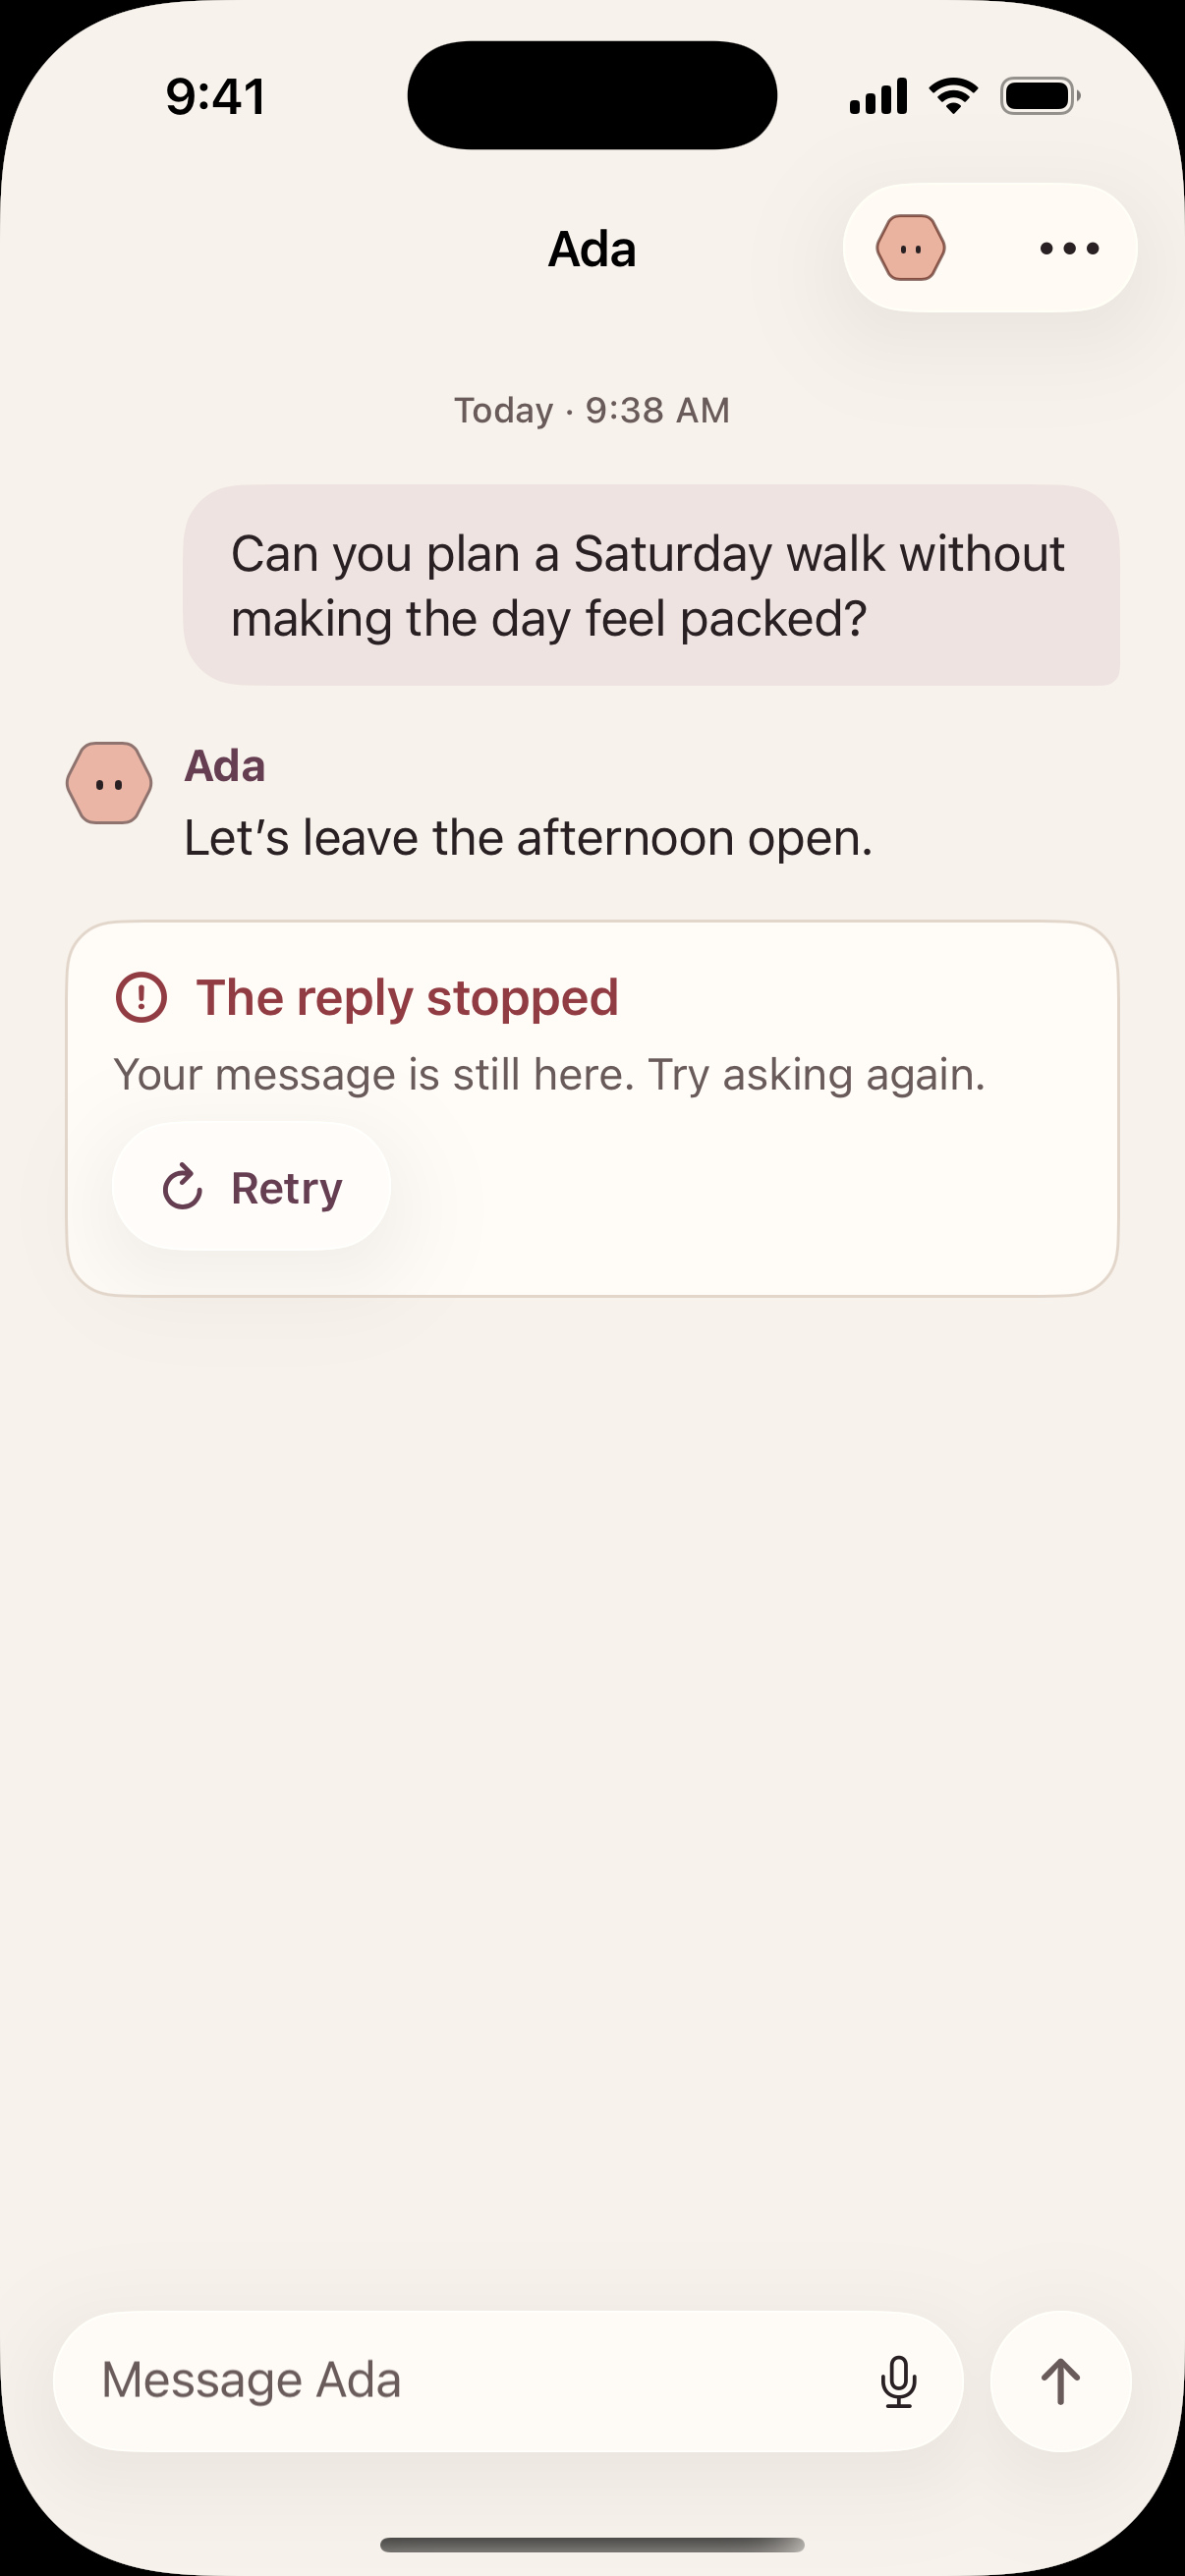 9:41
Ada
Today · 9:38 AM
Can you plan a Saturday walk without
making the day feel packed?
Ada
Let’s leave the afternoon open.
The reply stopped
Your message is still here. Try asking again.
Retry
Message Ada